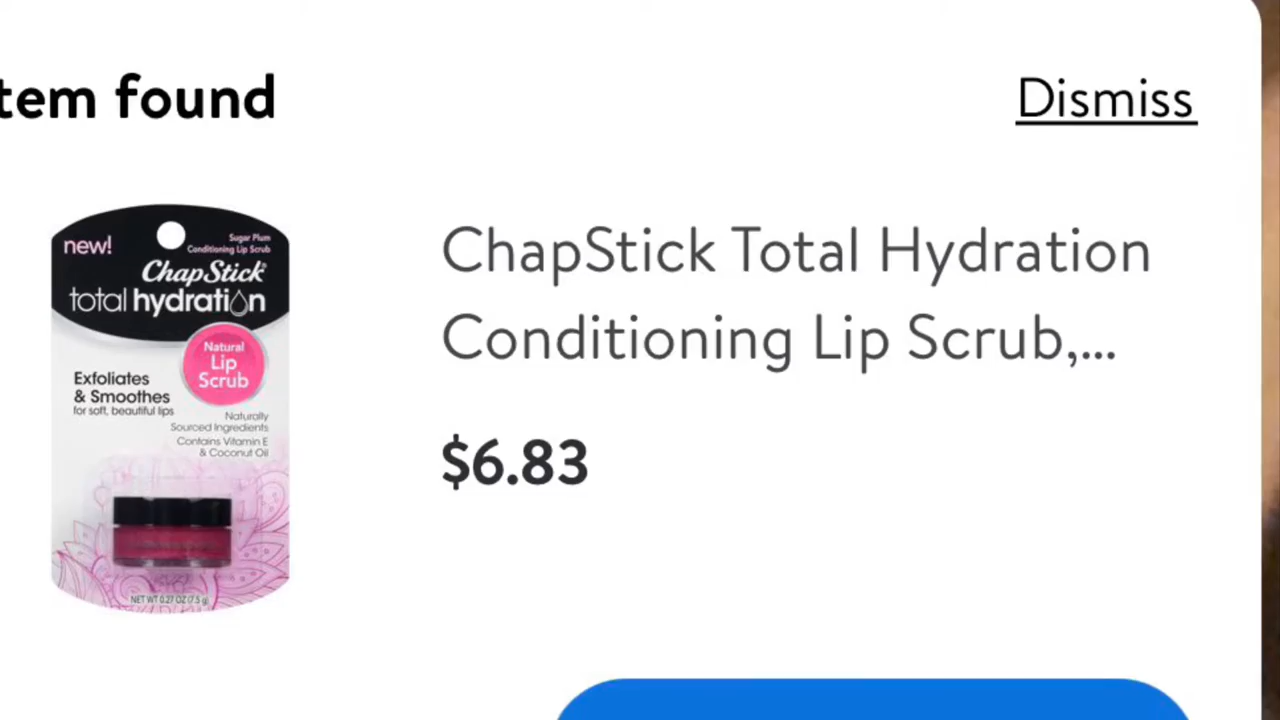 tem found
Dismiss
new!
Sugar Plum
Conditioning Lip Scrub
ChapStick®
total hydration
Natural
Lip
Scrub
Exfoliates
& Smoothes
for soft, beautiful lips
Naturally
Sourced Ingredients
Contains Vitamin E
& Coconut Oil
NET WT 0.27 OZ (7.5 g)
ChapStick Total Hydration
Conditioning Lip Scrub,...
$6.83